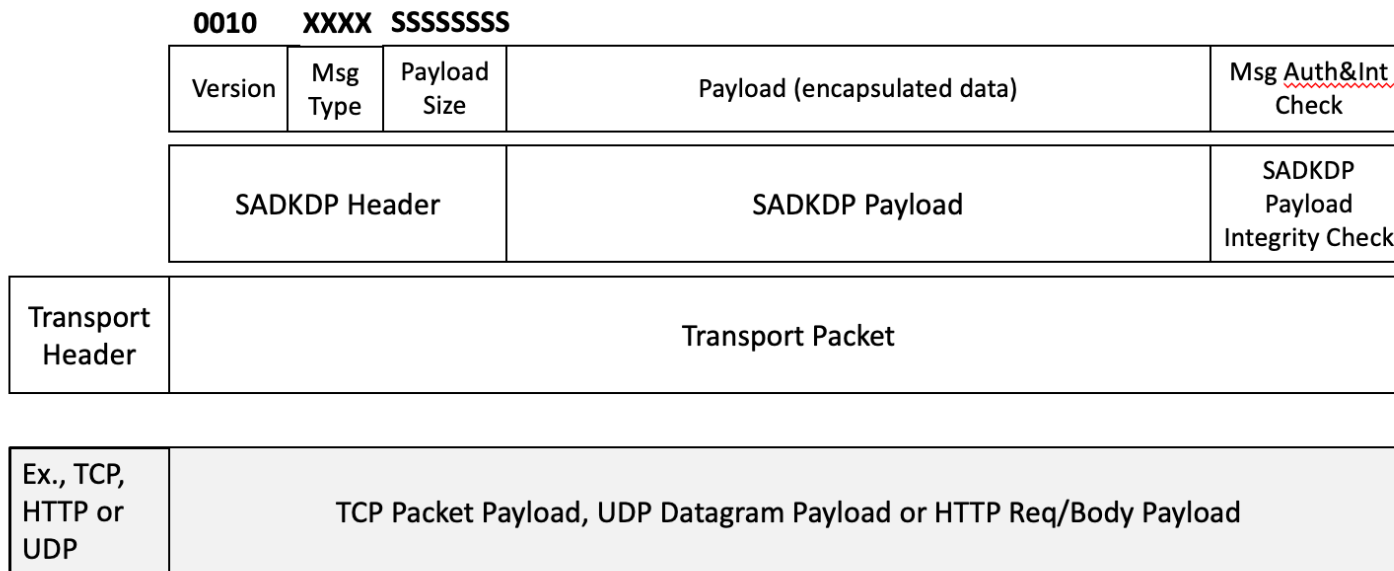 0010 XXXX SSSSSSSS
Version
Msg
Type
Payload
Size
Payload (encapsulated data)
Msg Auth&Int
Check
SADKDP Header
SADKDP Payload
SADKDP
Payload
Integrity Check
Transport
Header
Transport Packet
Ex., TCP,
HTTP or
UDP
TCP Packet Payload, UDP Datagram Payload or HTTP Req/Body Payload